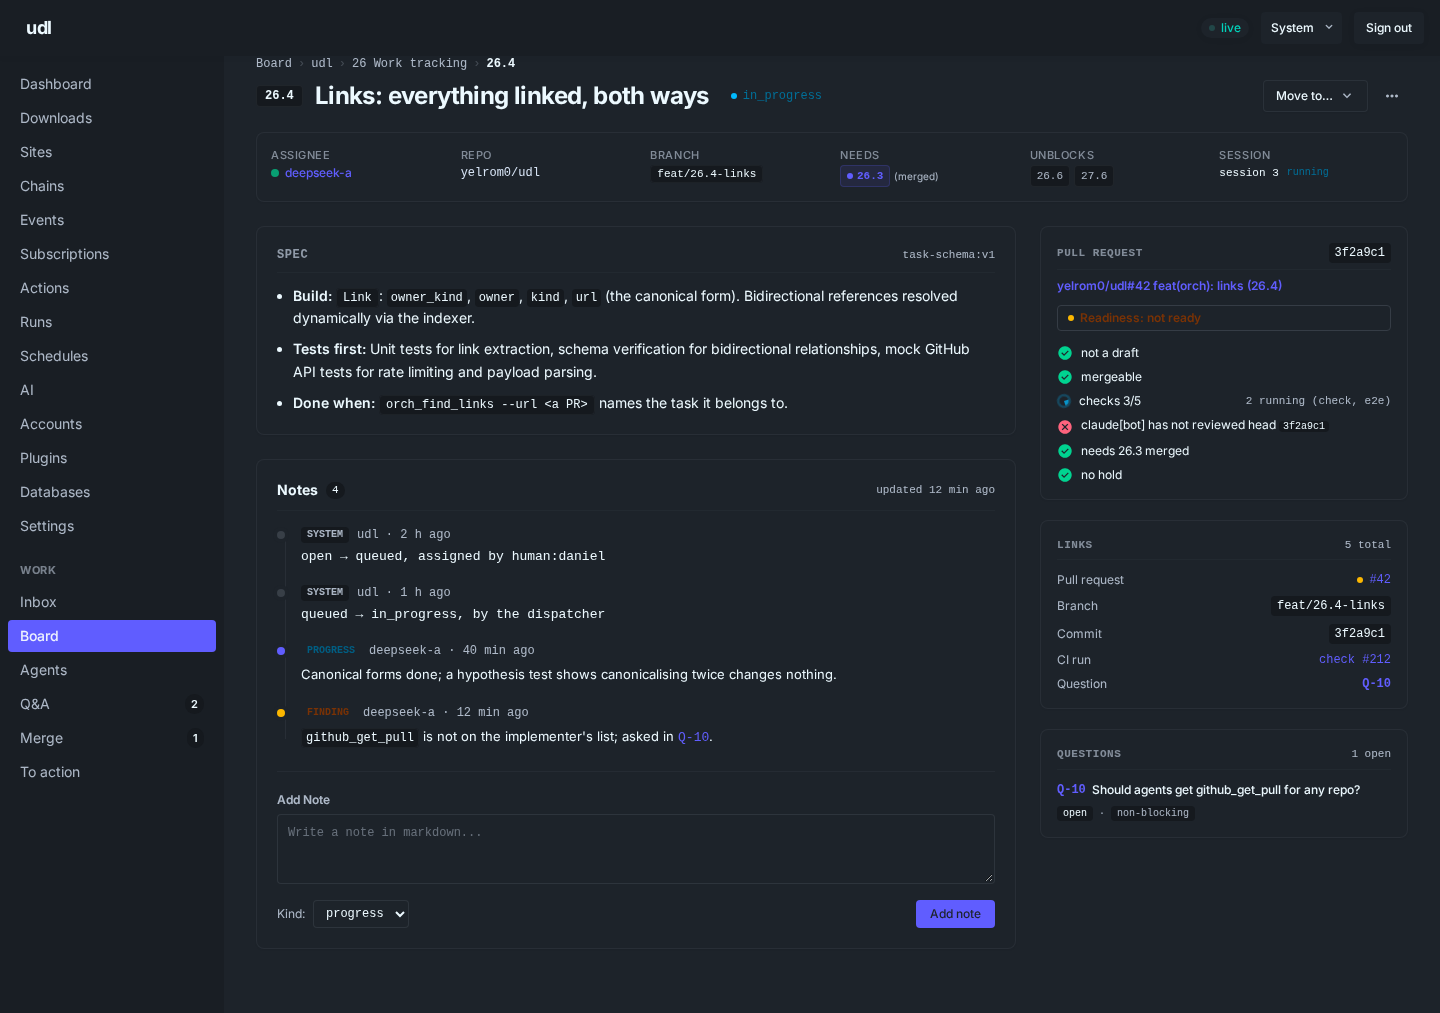 udl
live
System
Sign out
Dashboard
Downloads
Sites
Chains
Events
Subscriptions
Actions
Runs
Schedules
AI
Accounts
Plugins
Databases
Settings
WORK
Inbox
Board
Agents
Q&A 2
Merge 1
To action
Board › udl › 26 Work tracking › 26.4
26.4 Links: everything linked, both ways in_progress
Move to...
ASSIGNEE
deepseek-a
REPO
yelrom0/udl
BRANCH
feat/26.4-links
NEEDS
26.3 (merged)
UNBLOCKS
26.6 27.6
SESSION
session 3 running
SPEC task-schema:v1
Build: Link: owner_kind, owner, kind, url (the canonical form). Bidirectional references resolved
dynamically via the indexer.
Tests first: Unit tests for link extraction, schema verification for bidirectional relationships, mock GitHub
API tests for rate limiting and payload parsing.
Done when: orch_find_links --url <a PR> names the task it belongs to.
Notes 4 updated 12 min ago
SYSTEM udl · 2 h ago
open → queued, assigned by human:daniel
SYSTEM udl · 1 h ago
queued → in_progress, by the dispatcher
PROGRESS deepseek-a · 40 min ago
Canonical forms done; a hypothesis test shows canonicalising twice changes nothing.
FINDING deepseek-a · 12 min ago
github_get_pull is not on the implementer's list; asked in Q-10.
Add Note
Write a note in markdown...
Kind: progress
Add note
PULL REQUEST 3f2a9c1
yelrom0/udl#42 feat(orch): links (26.4)
Readiness: not ready
not a draft
mergeable
checks 3/5 2 running (check, e2e)
claude[bot] has not reviewed head 3f2a9c1
needs 26.3 merged
no hold
LINKS 5 total
Pull request #42
Branch feat/26.4-links
Commit 3f2a9c1
CI run check #212
Question Q-10
QUESTIONS 1 open
Q-10 Should agents get github_get_pull for any repo?
open · non-blocking